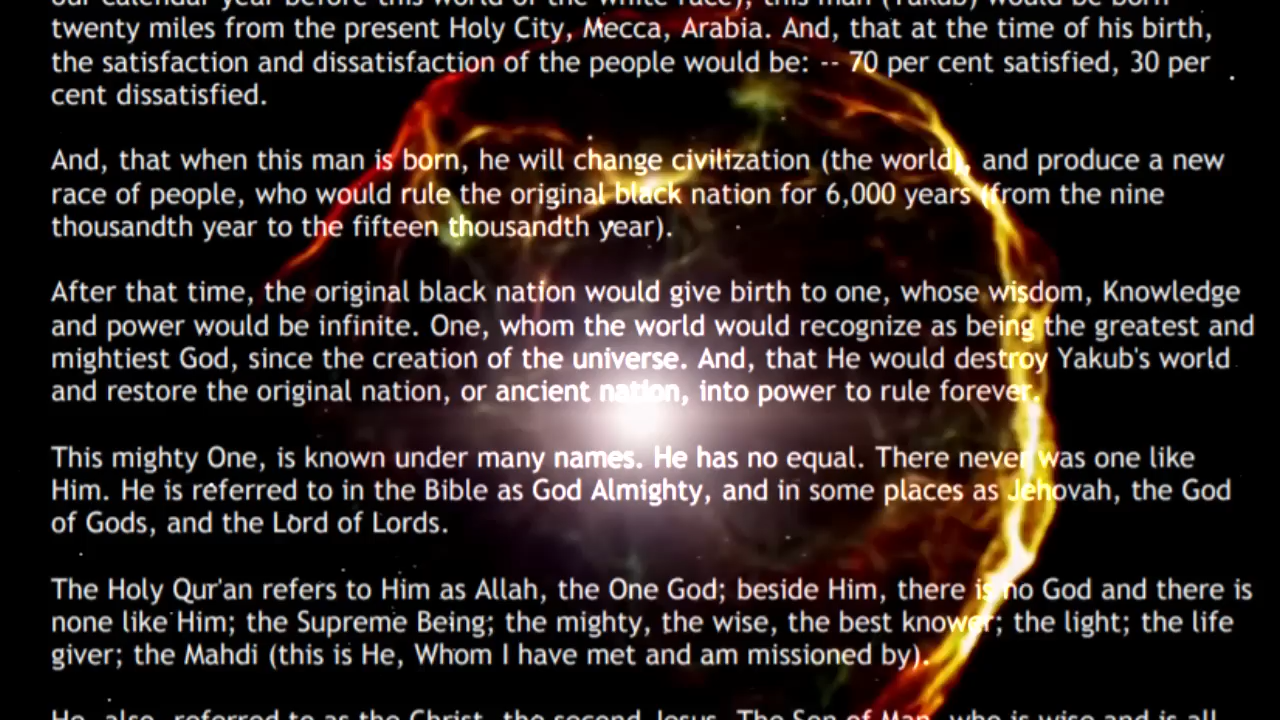 our calendar year before this world of the white race), this man (Yakub) would be born
twenty miles from the present Holy City, Mecca, Arabia. And, that at the time of his birth,
the satisfaction and dissatisfaction of the people would be: -- 70 per cent satisfied, 30 per
cent dissatisfied.
And, that when this man is born, he will change civilization (the world), and produce a new
race of people, who would rule the original black nation for 6,000 years (from the nine
thousandth year to the fifteen thousandth year).
After that time, the original black nation would give birth to one, whose wisdom, Knowledge
and power would be infinite. One, whom the world would recognize as being the greatest and
mightiest God, since the creation of the universe. And, that He would destroy Yakub's world
and restore the original nation, or ancient nation, into power to rule forever.
This mighty One, is known under many names. He has no equal. There never was one like
Him. He is referred to in the Bible as God Almighty, and in some places as Jehovah, the God
of Gods, and the Lord of Lords.
The Holy Qur'an refers to Him as Allah, the One God; beside Him, there is no God and there is
none like Him; the Supreme Being; the mighty, the wise, the best knower; the light; the life
giver; the Mahdi (this is He, Whom I have met and am missioned by).
He, also, referred to as the Christ, the second Jesus. The Son of Man, who is wise and is all